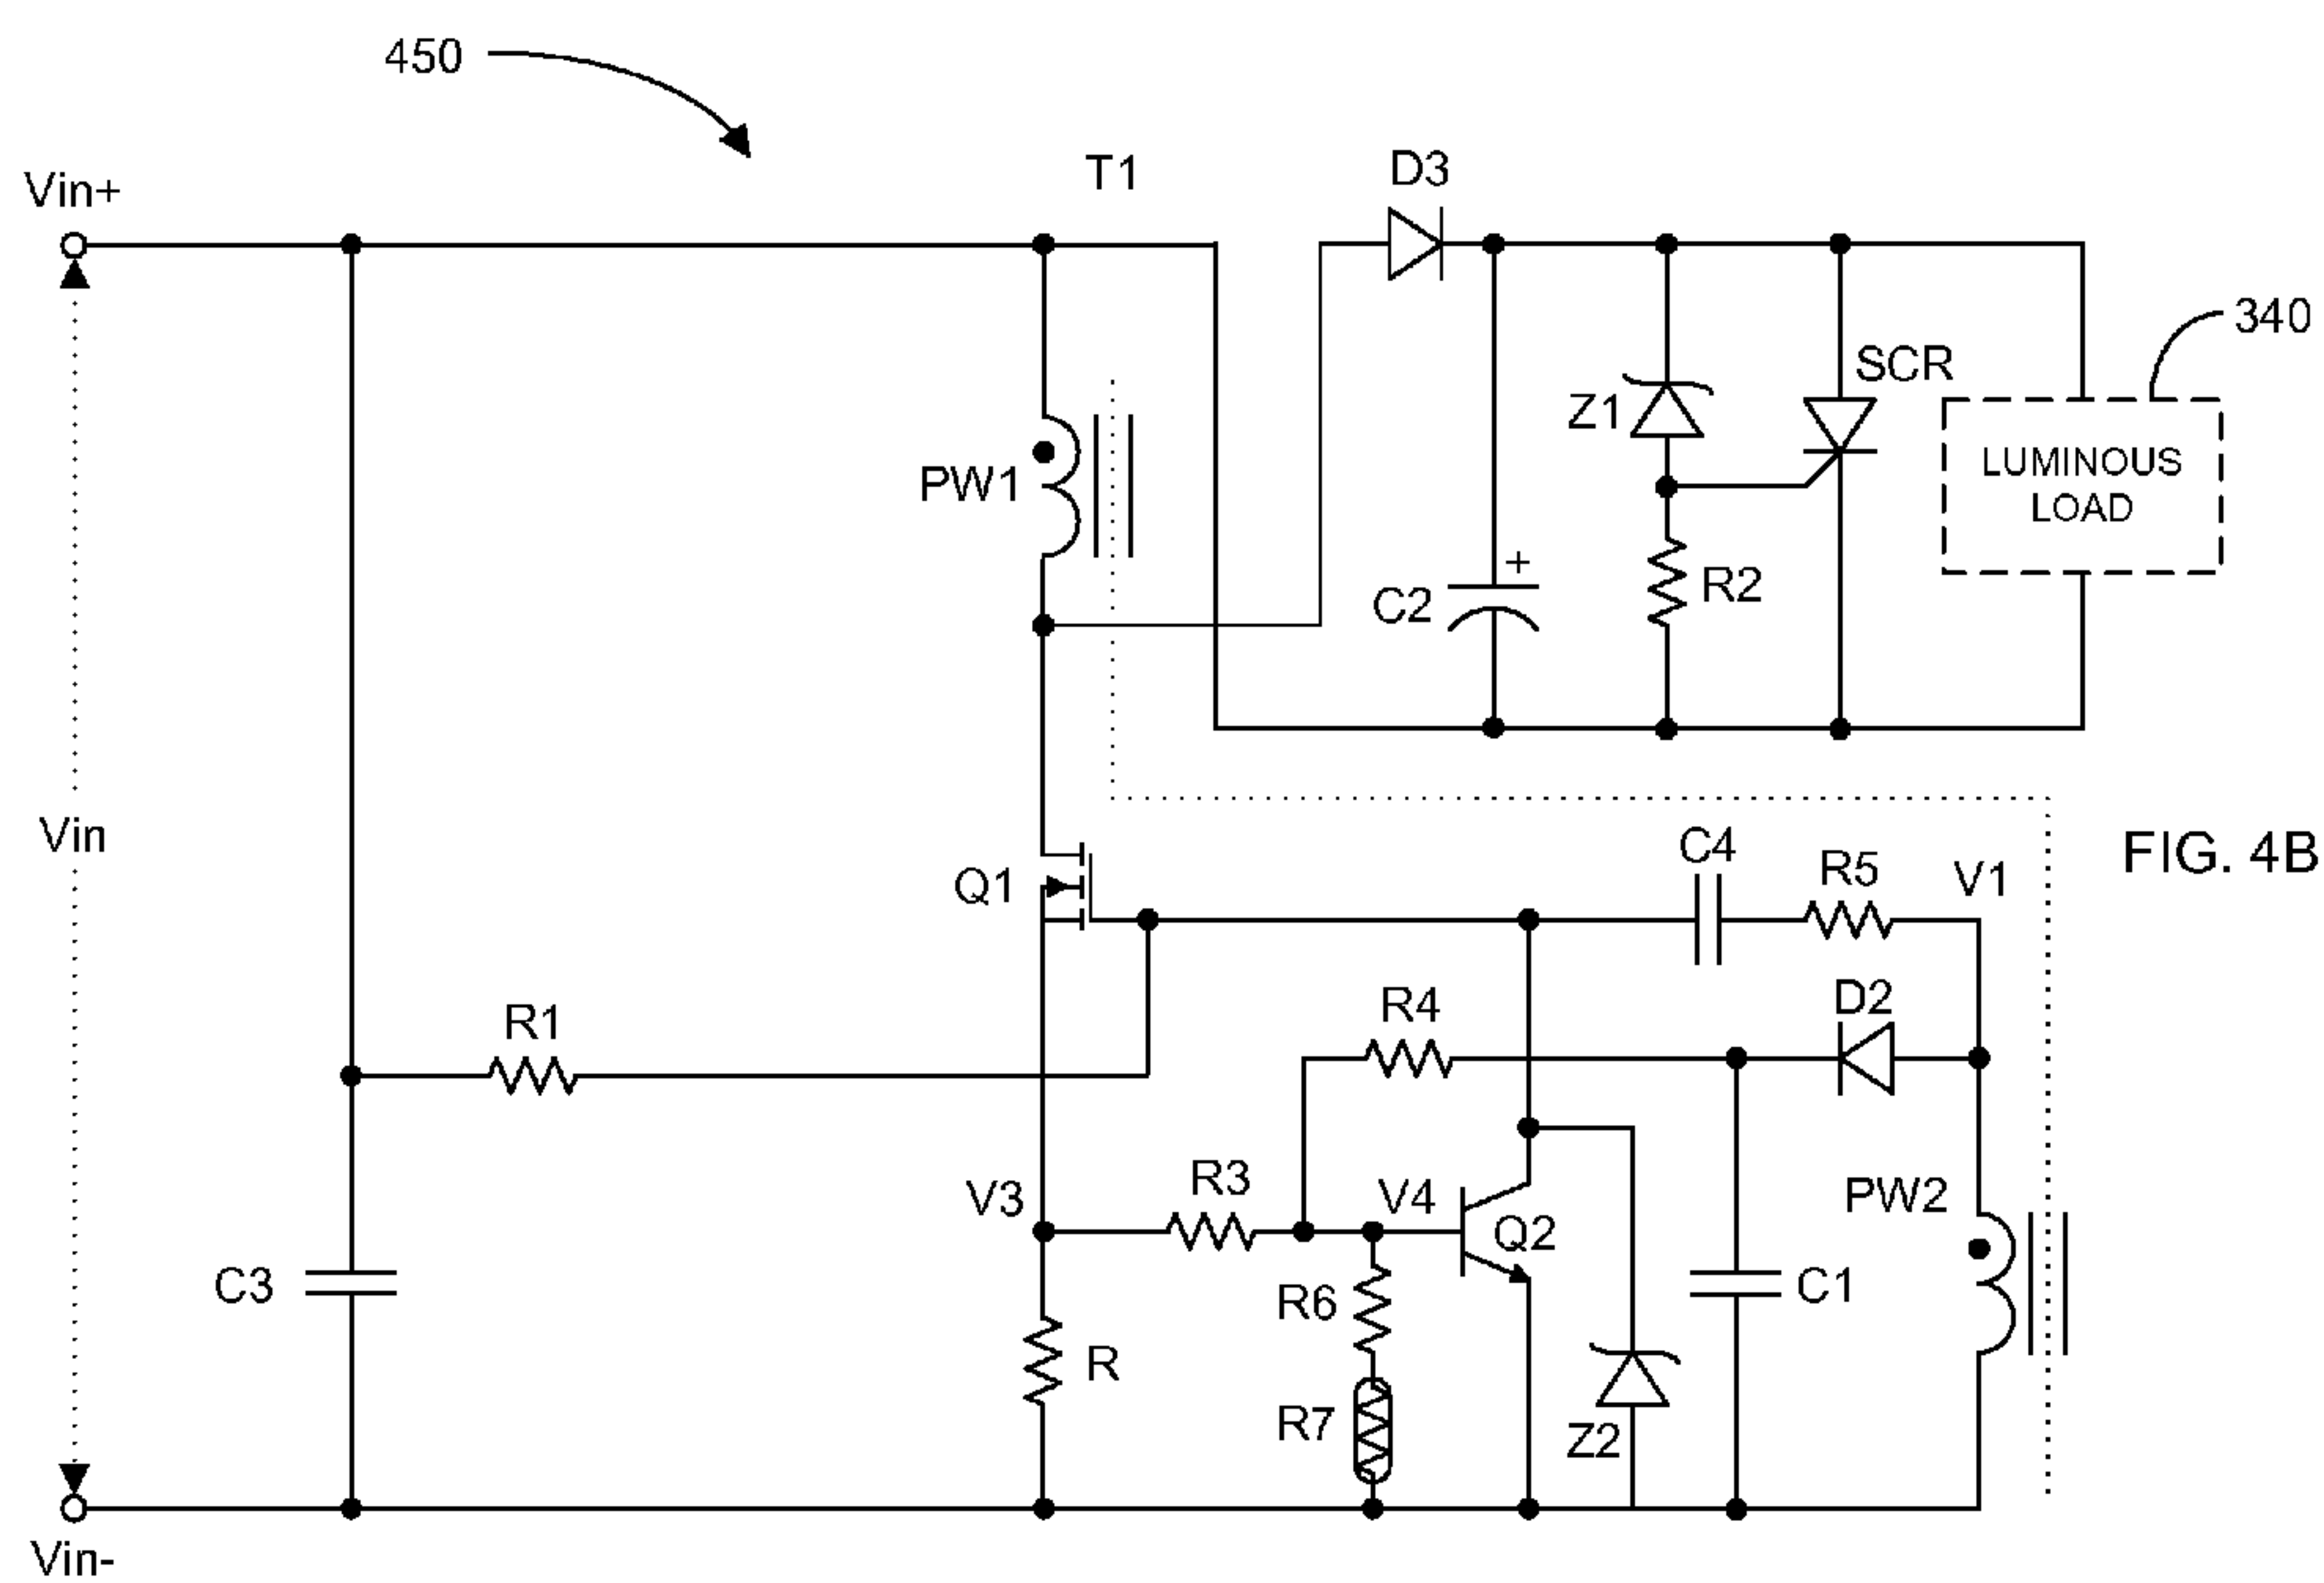 450
Vin+
T1
D3
340
SCR
Z1
LUMINOUS
LOAD
PW1
+
C2
R2
Vin
FIG. 4B
C4
R5
V1
Q1
D2
R4
R1
V3
R3
V4
Q2
PW2
C3
R6
C1
R
R7
Z2
Vin-